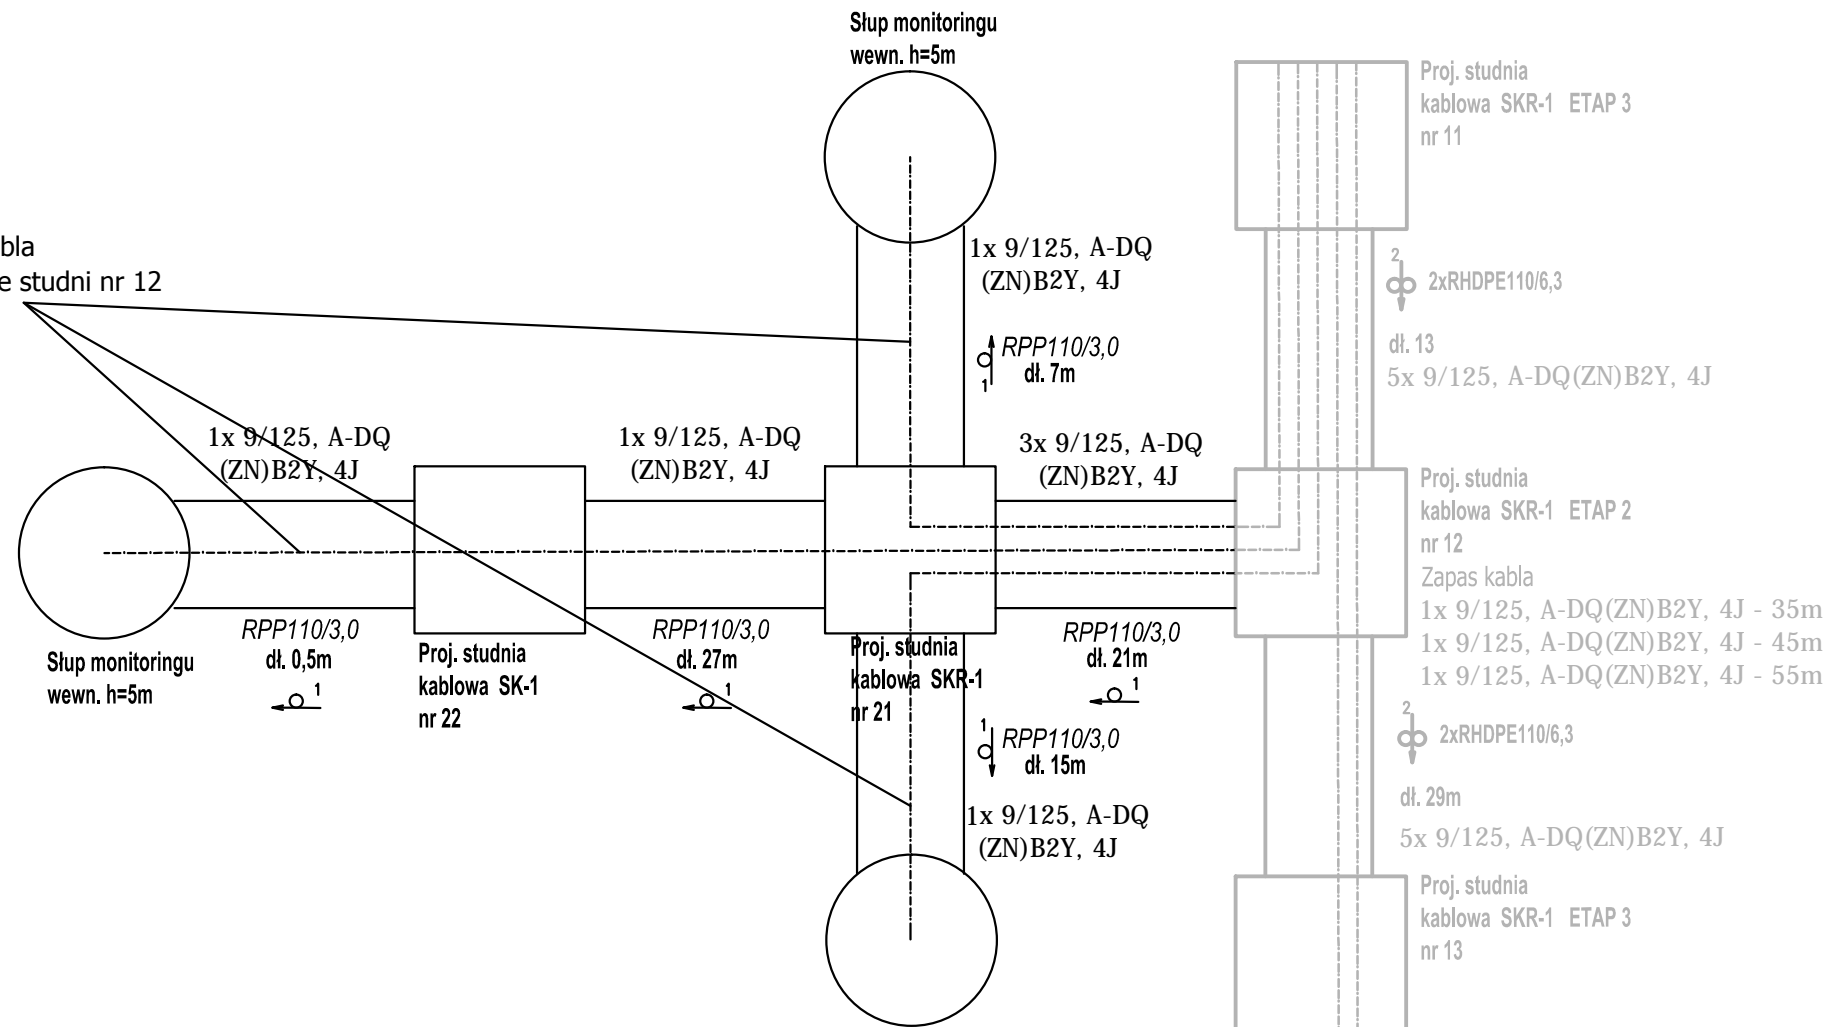 Słup monitoringu
wewn. h=5m
Proj. studnia
kablowa SKR-1 ETAP 3
nr 11
bla
e studni nr 12
1x 9/125, A-DQ
(ZN)B2Y, 4J
2
2xRHDPE110/6,3
RPP110/3,0
dł. 7m
1
dł. 13
5x 9/125, A-DQ(ZN)B2Y, 4J
1x 9/125, A-DQ
(ZN)B2Y, 4J
1x 9/125, A-DQ
(ZN)B2Y, 4J
3x 9/125, A-DQ
(ZN)B2Y, 4J
Proj. studnia
kablowa SKR-1 ETAP 2
nr 12
Zapas kabla
1x 9/125, A-DQ(ZN)B2Y, 4J - 35m
1x 9/125, A-DQ(ZN)B2Y, 4J - 45m
1x 9/125, A-DQ(ZN)B2Y, 4J - 55m
Słup monitoringu
wewn. h=5m
RPP110/3,0
dł. 0,5m
1
Proj. studnia
kablowa SK-1
nr 22
RPP110/3,0
dł. 27m
1
Proj. studnia
kablowa SKR-1
nr 21
RPP110/3,0
dł. 21m
1
1
RPP110/3,0
dł. 15m
2
2xRHDPE110/6,3
dł. 29m
5x 9/125, A-DQ(ZN)B2Y, 4J
1x 9/125, A-DQ
(ZN)B2Y, 4J
Proj. studnia
kablowa SKR-1 ETAP 3
nr 13